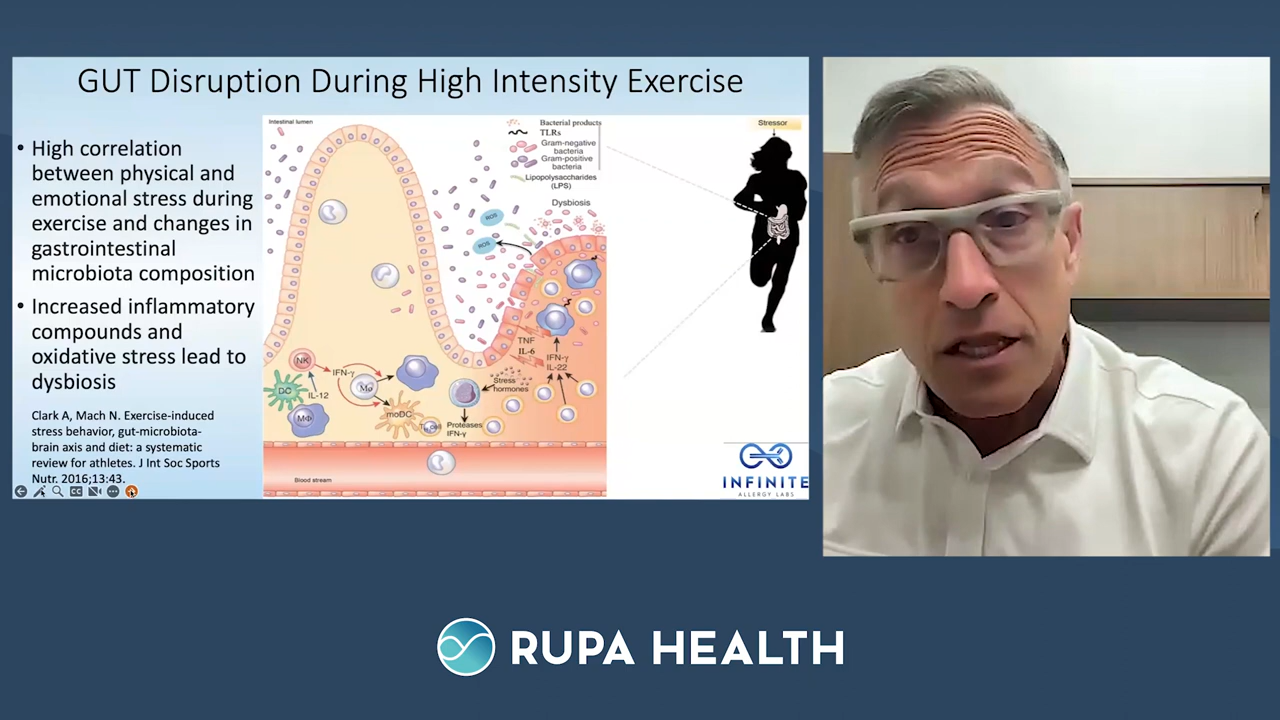 GUT Disruption During High Intensity Exercise
• High correlation
between physical and
emotional stress during
exercise and changes in
gastrointestinal
microbiota composition
• Increased inflammatory
compounds and
oxidative stress lead to
dysbiosis
Clark A, Mach N. Exercise-induced
stress behavior, gut-microbiota-
brain axis and diet: a systematic
review for athletes. J Int Soc Sports
Nutr. 2016;13:43.
Intestinal lumen
Bacterial products
TLRs
Gram-negative
bacteria
Gram-positive
bacteria
Lipopolysaccharides
(LPS)
Dysbiosis
ROS
ROS
Stressor
TNF
IL-6
IFN-γ
IL-22
NK
IFN-γ
DC
IL-12
Mo
MΦ
moDC
Stress
hormones
Proteases
IFN-γ
Blood stream
CC
INFINITE
ALLERGY LABS
RUPA HEALTH